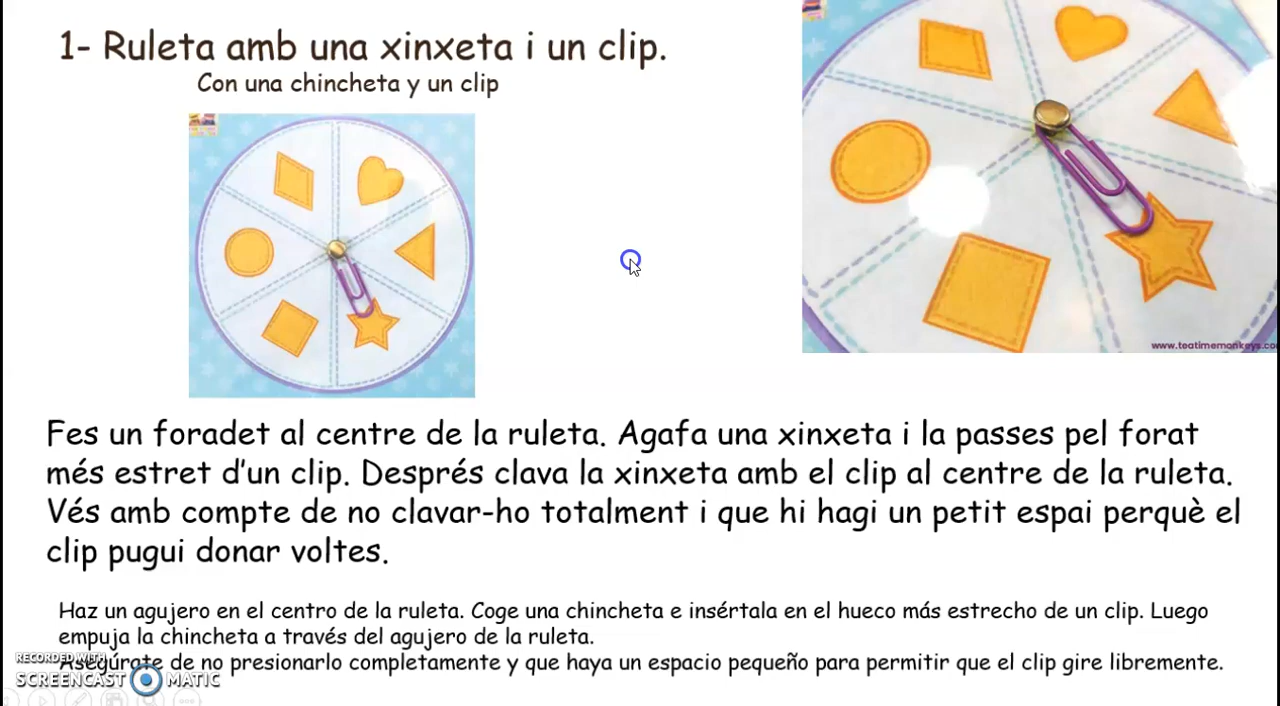 1- Ruleta amb una xinxeta i un clip.
Con una chincheta y un clip
www.teatimemonkeys.co
Fes un foradet al centre de la ruleta. Agafa una xinxeta i la passes pel forat
més estret d’un clip. Després clava la xinxeta amb el clip al centre de la ruleta.
Vés amb compte de no clavar-ho totalment i que hi hagi un petit espai perquè el
clip pugui donar voltes.
Haz un agujero en el centro de la ruleta. Coge una chincheta e insértala en el hueco más estrecho de un clip. Luego
empuja la chincheta a través del agujero de la ruleta.
Asegúrate de no presionarlo completamente y que haya un espacio pequeño para permitir que el clip gire libremente.
RECORDED WITH
SCREENCAST MATIC